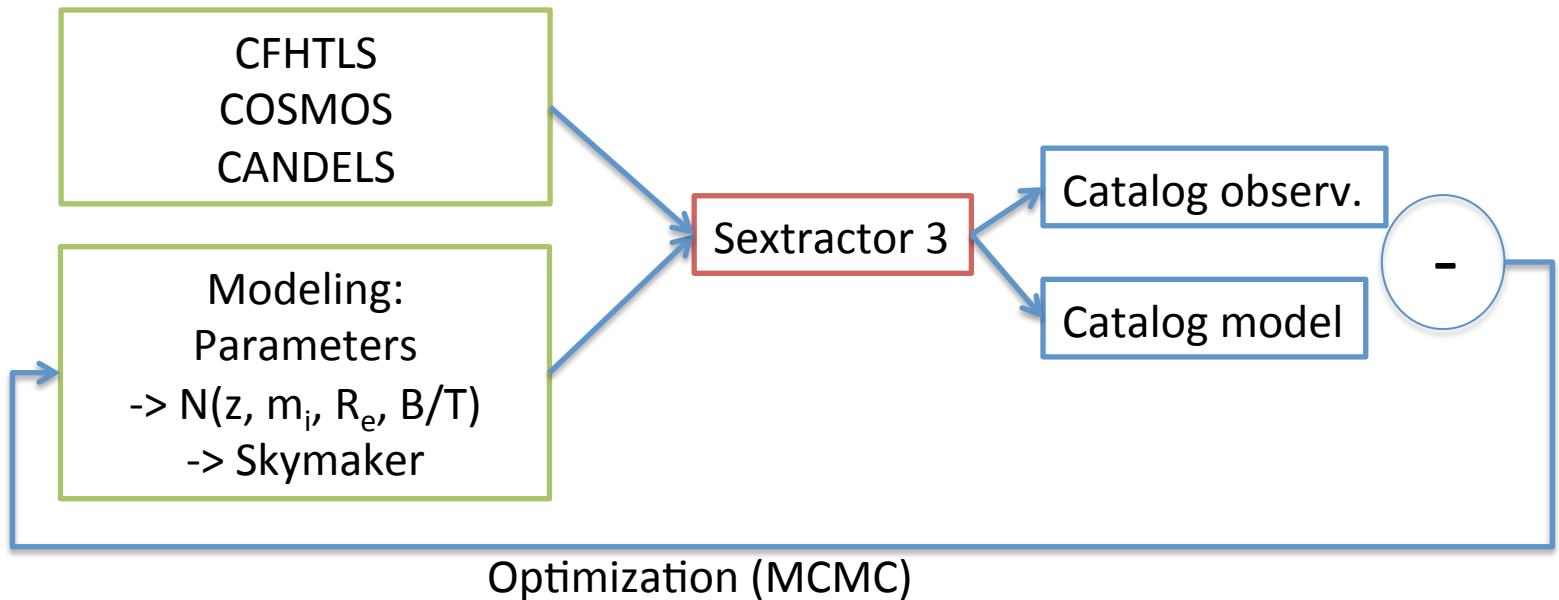 CFHTLS
COSMOS
CANDELS
Modeling:
Parameters
-> N(z, mᵢ, Rₑ, B/T)
-> Skymaker
Sextractor 3
Catalog observ.
Catalog model
-
Optimization (MCMC)